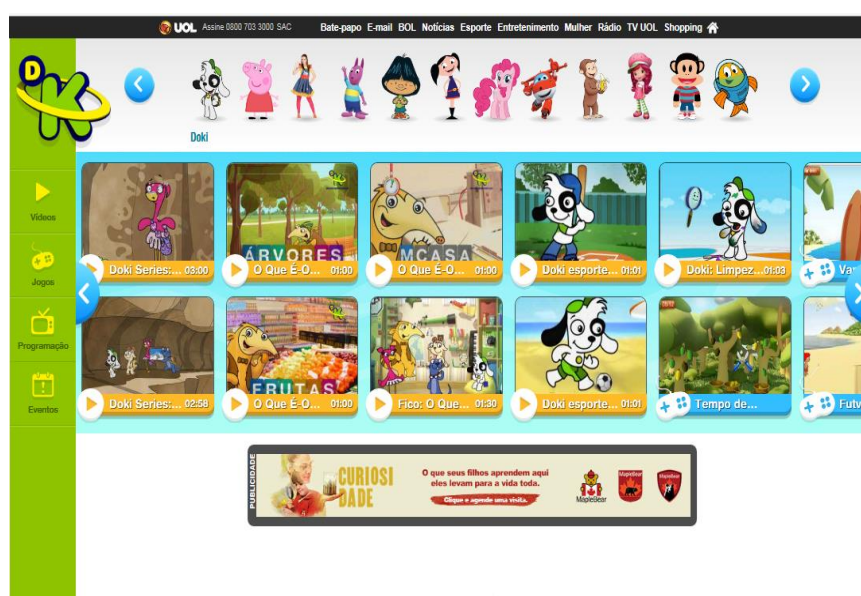 UOL Assine 0800 703 3000 SAC Bate-papo E-mail BOL Notícias Esporte Entretenimento Mulher Rádio TV UOL Shopping
DK
Doki
Vídeos
Jogos
Programação
Eventos
ÁRVORES
MCASA
Doki Series:... 03:00
O Que É-O... 01:00
O Que É-O... 01:00
Doki esporte... 01:01
Doki: Limpez...01:03
FRUTAS
Doki Series:... 02:58
O Que É-O... 01:00
Fico: O Que... 01:30
Doki esporte... 01:01
Tempo de...
PUBLICIDADE
CURIOSI
DADE
O que seus filhos aprendem aqui
eles levam para a vida toda.
Clique e agende uma visita.
MapleBear
MapleBear